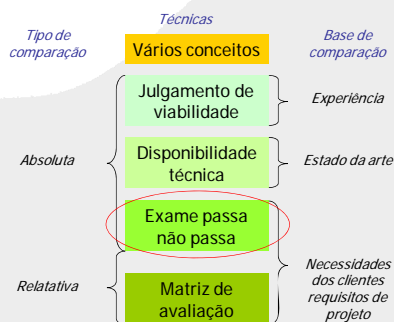 Técnicas
Tipo de
comparação
Vários conceitos
Base de
comparação
Julgamento de
viabilidade
Experiência
Absoluta
Disponibilidade
técnica
Estado da arte
Exame passa
não passa
Relatativa
Matriz de
avaliação
Necessidades
dos clientes
requisitos de
projeto